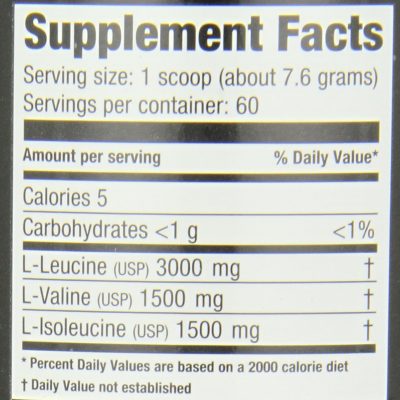 Supplement Facts
Serving size: 1 scoop (about 7.6 grams)
Servings per container: 60
Amount per serving % Daily Value*
Calories 5
Carbohydrates <1 g <1%
L-Leucine (USP) 3000 mg †
L-Valine (USP) 1500 mg †
L-Isoleucine (USP) 1500 mg †
* Percent Daily Values are based on a 2000 calorie diet
† Daily Value not established